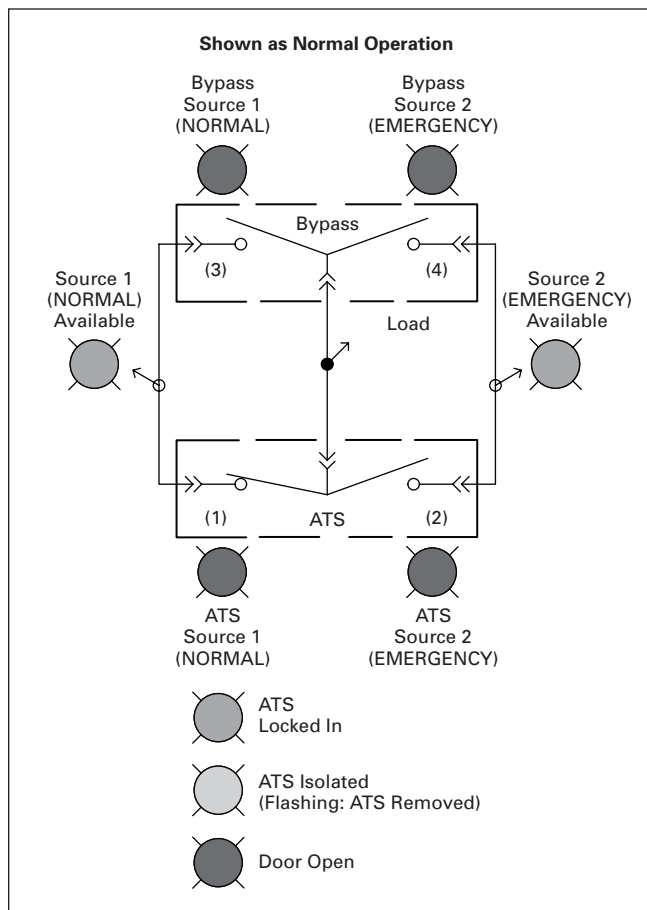 Shown as Normal Operation
Bypass
Source 1
(NORMAL)
Bypass
Source 2
(EMERGENCY)
Bypass
(3)
(4)
Source 1
(NORMAL)
Available
Load
Source 2
(EMERGENCY)
Available
(1)
ATS
(2)
ATS
Source 1
(NORMAL)
ATS
Source 2
(EMERGENCY)
ATS
Locked In
ATS Isolated
(Flashing: ATS Removed)
Door Open